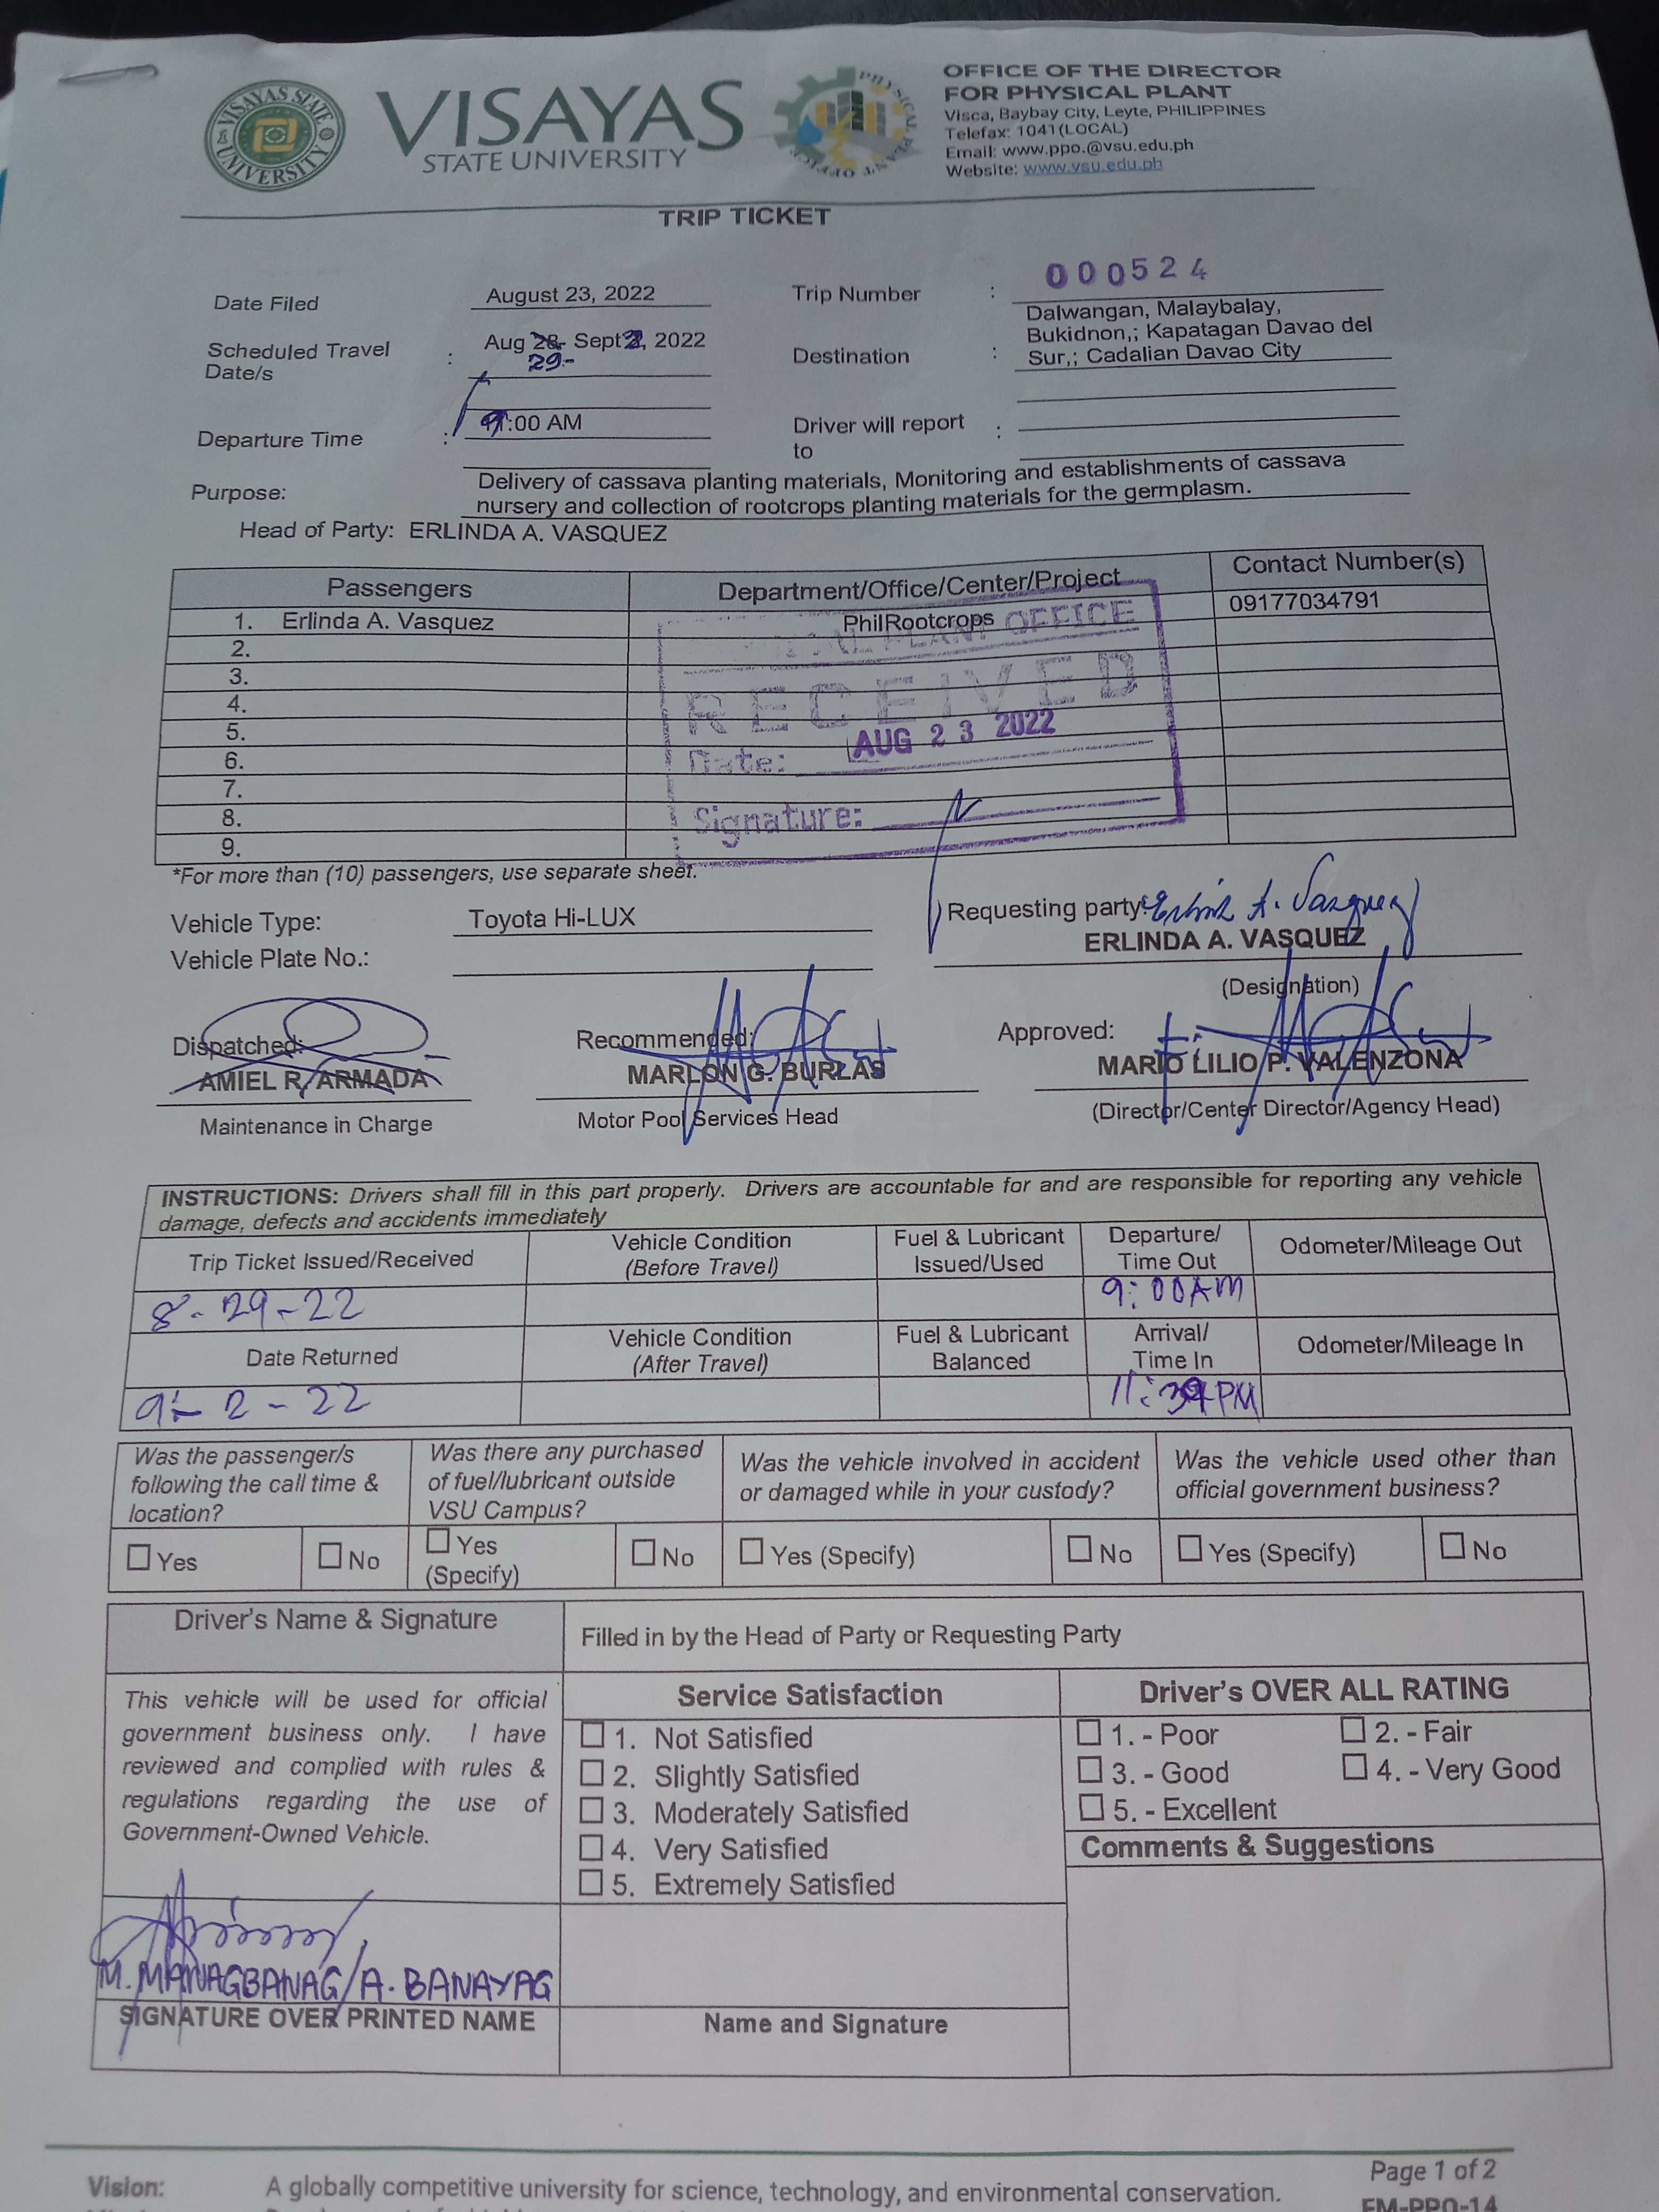 VISAYAS STATE UNIVERSITY
VISAYAS
STATE UNIVERSITY
PHYSICAL PLANT OFFICE
OFFICE OF THE DIRECTOR
FOR PHYSICAL PLANT
Visca, Baybay City, Leyte, PHILIPPINES
Telefax: 1041(LOCAL)
Email: www.ppo.@vsu.edu.ph
Website: www.vsu.edu.ph
TRIP TICKET
Date Filed August 23, 2022 Trip Number : 000524
Scheduled Travel Date/s : Aug 28- Sept 2, 2022
29-
Destination : Dalwangan, Malaybalay,
Bukidnon,; Kapatagan Davao del
Sur,; Cadalian Davao City
Departure Time : 9:00 AM Driver will report to :
Purpose: Delivery of cassava planting materials, Monitoring and establishments of cassava
nursery and collection of rootcrops planting materials for the germplasm.
Head of Party: ERLINDA A. VASQUEZ
Passengers Department/Office/Center/Project Contact Number(s)
1. Erlinda A. Vasquez PhilRootcrops 09177034791
2.
3.
4.
5.
6.
7.
8.
9.
PLANT OFFICE
RECEIVED
Date: AUG 23 2022
Signature:
*For more than (10) passengers, use separate sheet.
Vehicle Type: Toyota Hi-LUX
Vehicle Plate No.:
Requesting party: Erlinda A. Vasquez
ERLINDA A. VASQUEZ
(Designation)
Dispatched: Recommended: Approved:
AMIEL R. ARMADA MARLON G. BURLAS MARIO LILIO P. VALENZONA
Maintenance in Charge Motor Pool Services Head (Director/Center Director/Agency Head)
INSTRUCTIONS: Drivers shall fill in this part properly. Drivers are accountable for and are responsible for reporting any vehicle
damage, defects and accidents immediately
Trip Ticket Issued/Received Vehicle Condition (Before Travel) Fuel & Lubricant Issued/Used Departure/ Time Out Odometer/Mileage Out
8-29-22 9:00AM
Date Returned Vehicle Condition (After Travel) Fuel & Lubricant Balanced Arrival/ Time In Odometer/Mileage In
9-2-22 PM
Was the passenger/s following the call time & location?
Was there any purchased of fuel/lubricant outside VSU Campus?
Was the vehicle involved in accident or damaged while in your custody?
Was the vehicle used other than official government business?
Yes No Yes (Specify) No Yes (Specify) No Yes (Specify) No
Driver's Name & Signature Filled in by the Head of Party or Requesting Party
This vehicle will be used for official
government business only. I have
reviewed and complied with rules &
regulations regarding the use of
Government-Owned Vehicle.
Service Satisfaction
1. Not Satisfied
2. Slightly Satisfied
3. Moderately Satisfied
4. Very Satisfied
5. Extremely Satisfied
Driver's OVER ALL RATING
1. - Poor 2. - Fair
3. - Good 4. - Very Good
5. - Excellent
Comments & Suggestions
M. MANAGBANAG/A. BANAYAG
SIGNATURE OVER PRINTED NAME Name and Signature
Vision: A globally competitive university for science, technology, and environmental conservation.
Page 1 of 2
FM-PPO-14